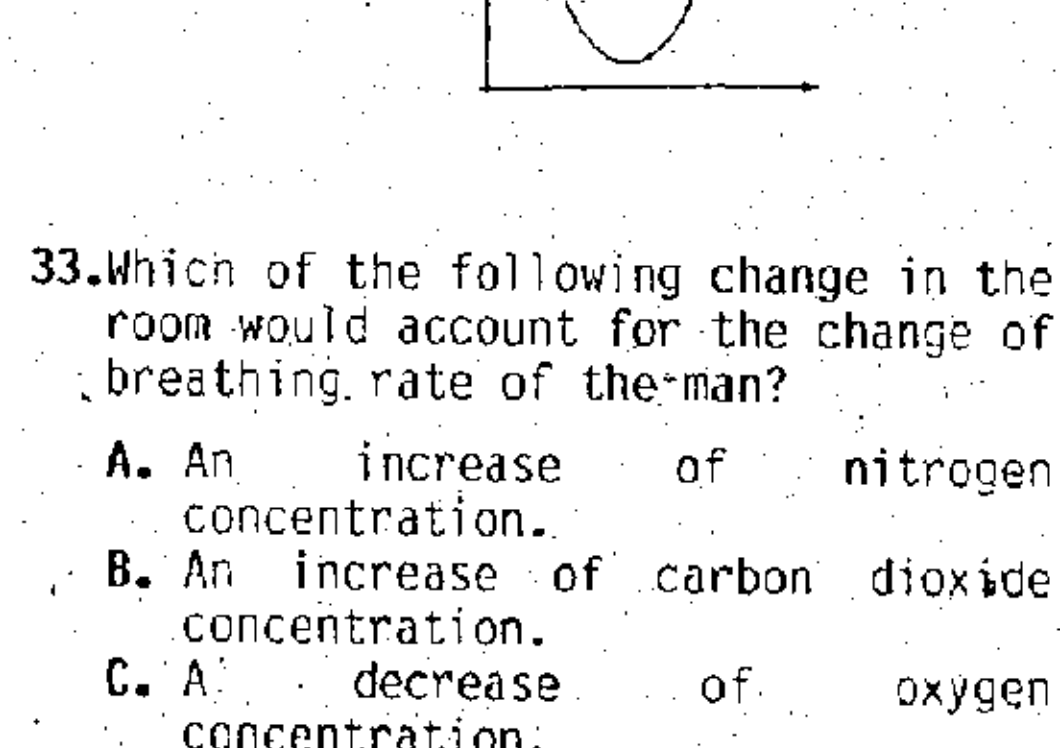 33.Which of the following change in the
room would account for the change of
breathing rate of the man?
A. An increase of nitrogen
concentration.
B. An increase of carbon dioxide
concentration.
C. A decrease of oxygen
concentration.